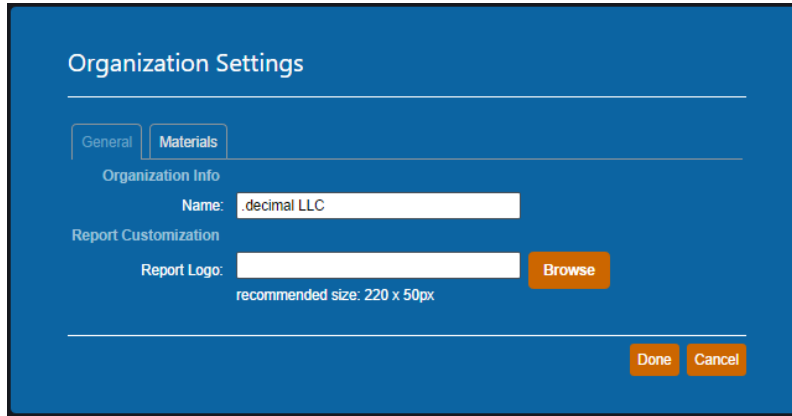 Organization Settings
General Materials
Organization Info
Name: .decimal LLC
Report Customization
Report Logo: Browse
recommended size: 220 x 50px
Done Cancel